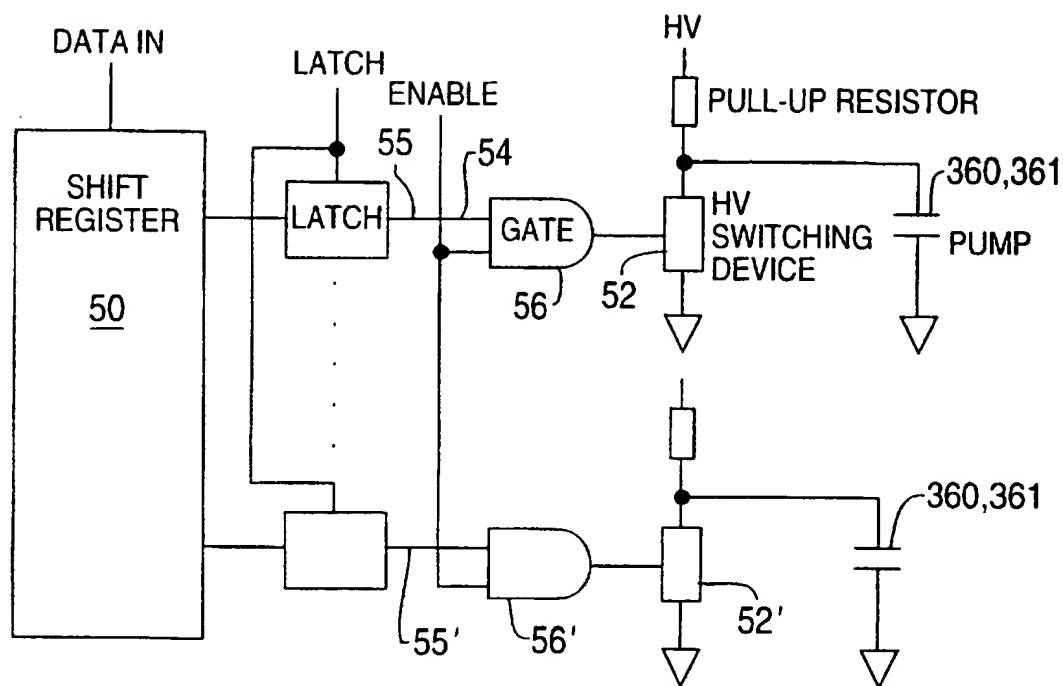 DATA IN
LATCH
ENABLE
HV
PULL-UP RESISTOR
55
54
360,361
SHIFT
REGISTER
LATCH
GATE
HV
SWITCHING
DEVICE
PUMP
50
56
52
360,361
55'
56'
52'